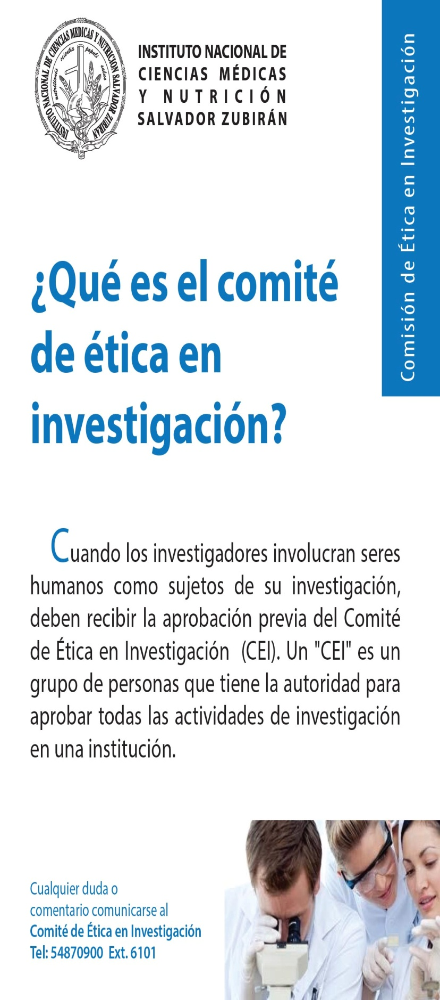 INSTITUTO NACIONAL DE CIENCIAS MEDICAS Y NUTRICION SALVADOR ZUBIRAN
nutritionis scientia populi salus
INSTITUTO NACIONAL DE
CIENCIAS MÉDICAS
Y NUTRICIÓN
SALVADOR ZUBIRÁN
Comisión de Ética en Investigación
¿Qué es el comité
de ética en
investigación?
Cuando los investigadores involucran seres
humanos como sujetos de su investigación,
deben recibir la aprobación previa del Comité
de Ética en Investigación (CEI). Un "CEI" es un
grupo de personas que tiene la autoridad para
aprobar todas las actividades de investigación
en una institución.
Cualquier duda o
comentario comunicarse al
Comité de Ética en Investigación
Tel: 54870900 Ext. 6101